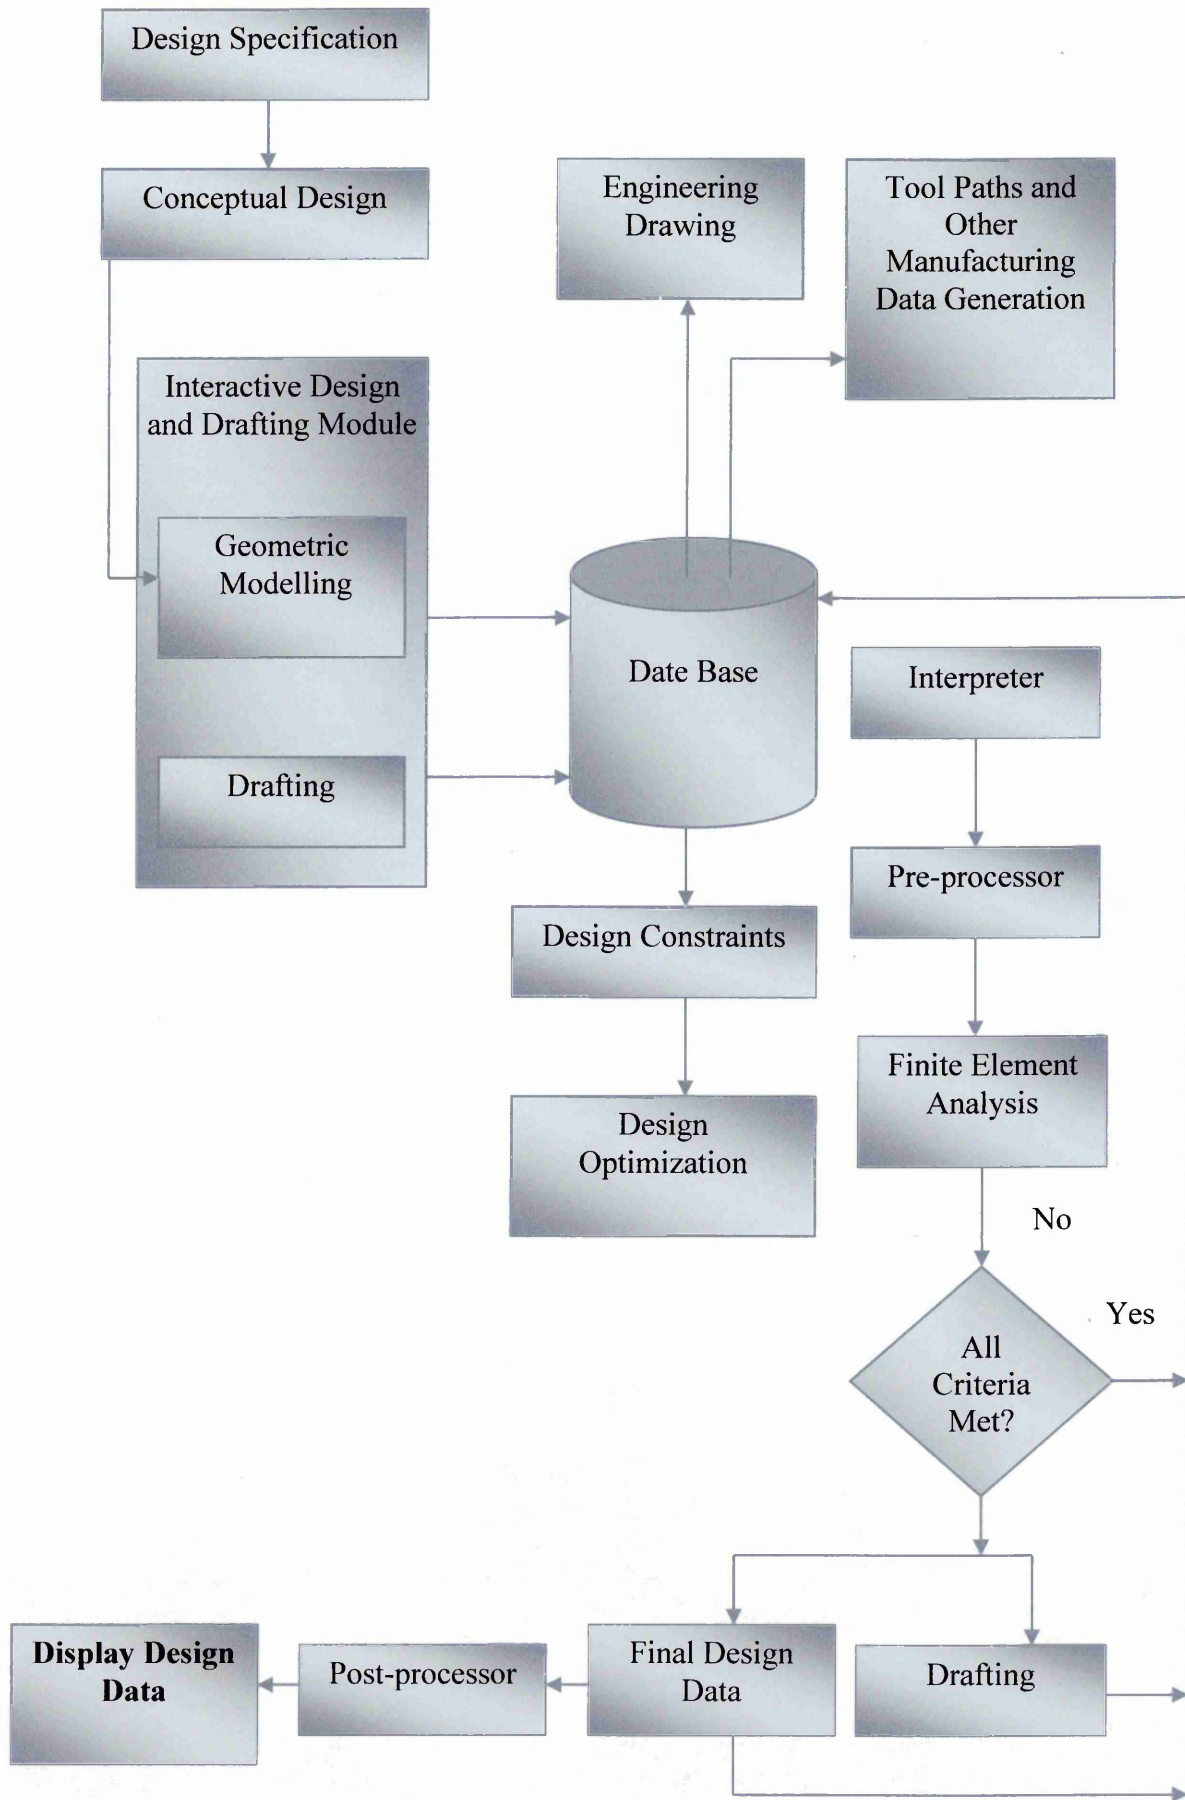 Design Specification
Conceptual Design
Engineering
Drawing
Tool Paths and
Other
Manufacturing
Data Generation
Interactive Design
and Drafting Module
Geometric
Modelling
Drafting
Date Base
Interpreter
Pre-processor
Design Constraints
Finite Element
Analysis
Design
Optimization
No
Yes
All
Criteria
Met?
Display Design
Data
Post-processor
Final Design
Data
Drafting